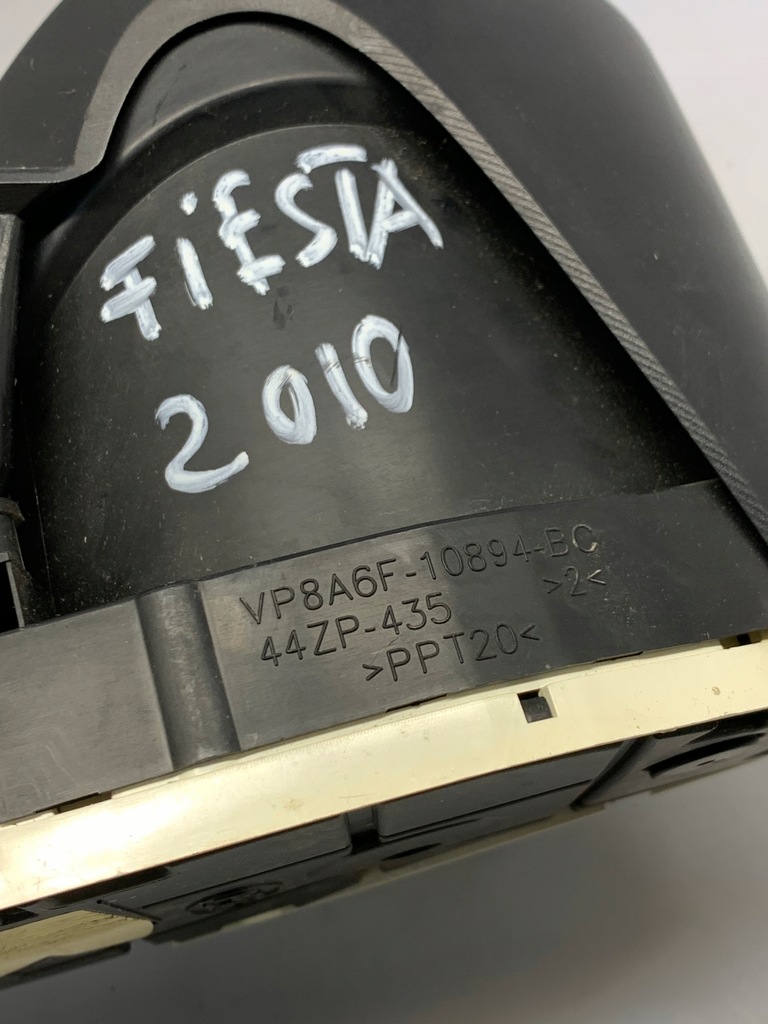 FiESTA
2010
VP8A6F-10894-BC
>2<
44ZP-435
>PPT20<